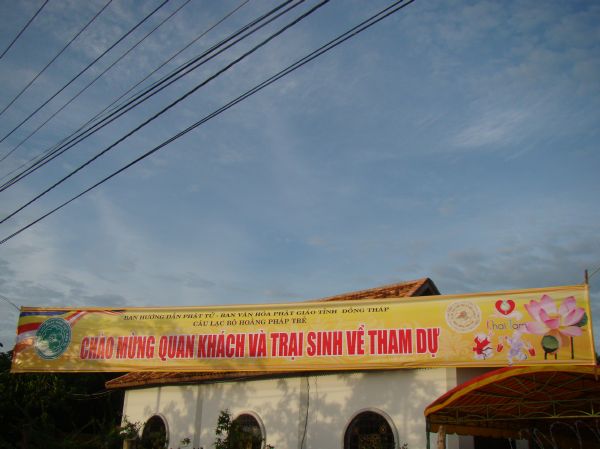 BAN HƯỚNG DẪN PHẬT TỬ - BAN VĂN HÓA PHẬT GIÁO TỈNH ĐỒNG THÁP
CÂU LẠC BỘ HOẰNG PHÁP TRẺ
CHÀO MỪNG QUAN KHÁCH VÀ TRẠI SINH VỀ THAM DỰ